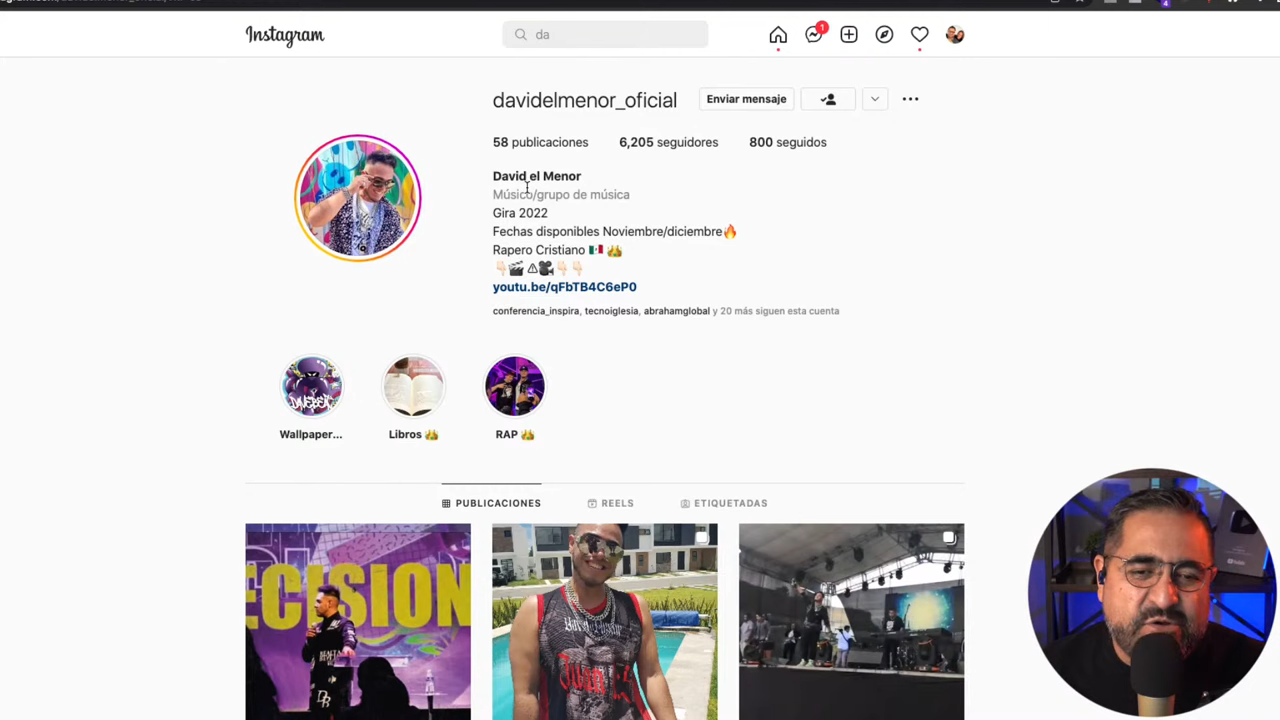 Instagram
da
1
davidelmenor_oficial
Enviar mensaje
58 publicaciones
6,205 seguidores
800 seguidos
David el Menor
Músico/grupo de música
Gira 2022
Fechas disponibles Noviembre/diciembre🔥
Rapero Cristiano 🇲🇽 👑
👇🏻🎬 ⚠🎥👇🏻👇🏻
youtu.be/qFbTB4C6eP0
conferencia_inspira, tecnoiglesia, abrahamglobal y 20 más siguen esta cuenta
Wallpaper...
Libros 👑
RAP 👑
PUBLICACIONES
REELS
ETIQUETADAS
ECISION